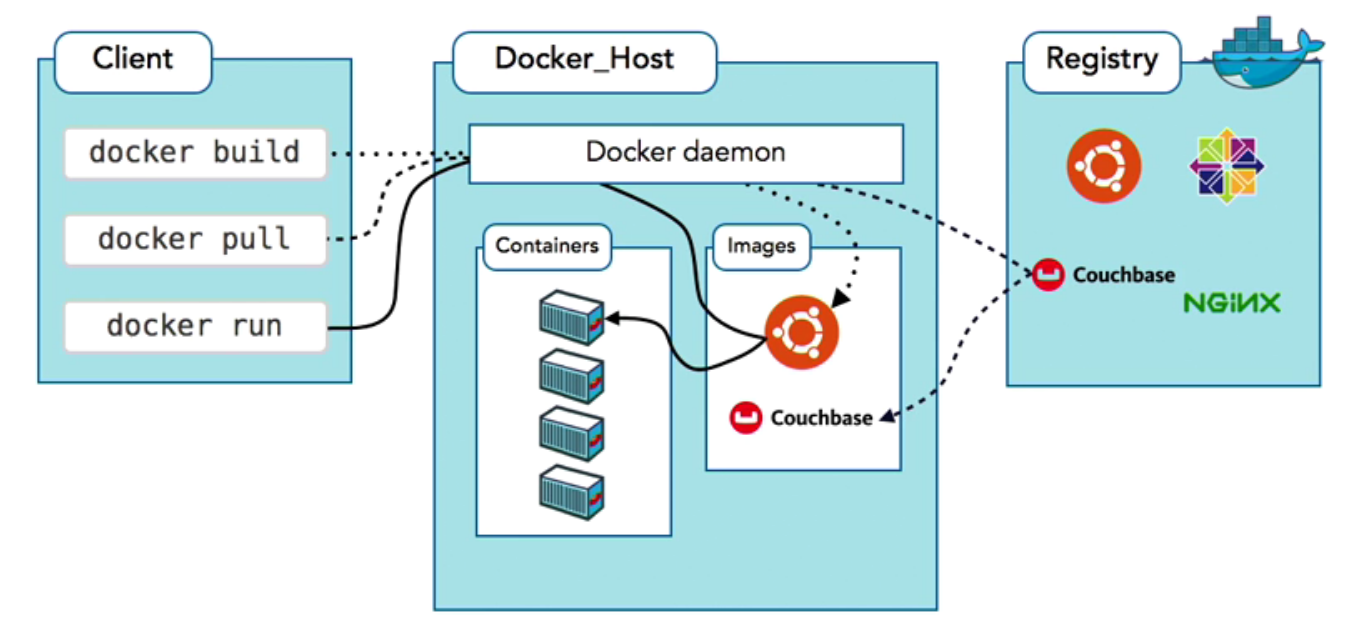 Client
docker build
docker pull
docker run
Docker_Host
Docker daemon
Containers
Images
Couchbase
Registry
Couchbase
NGiNX